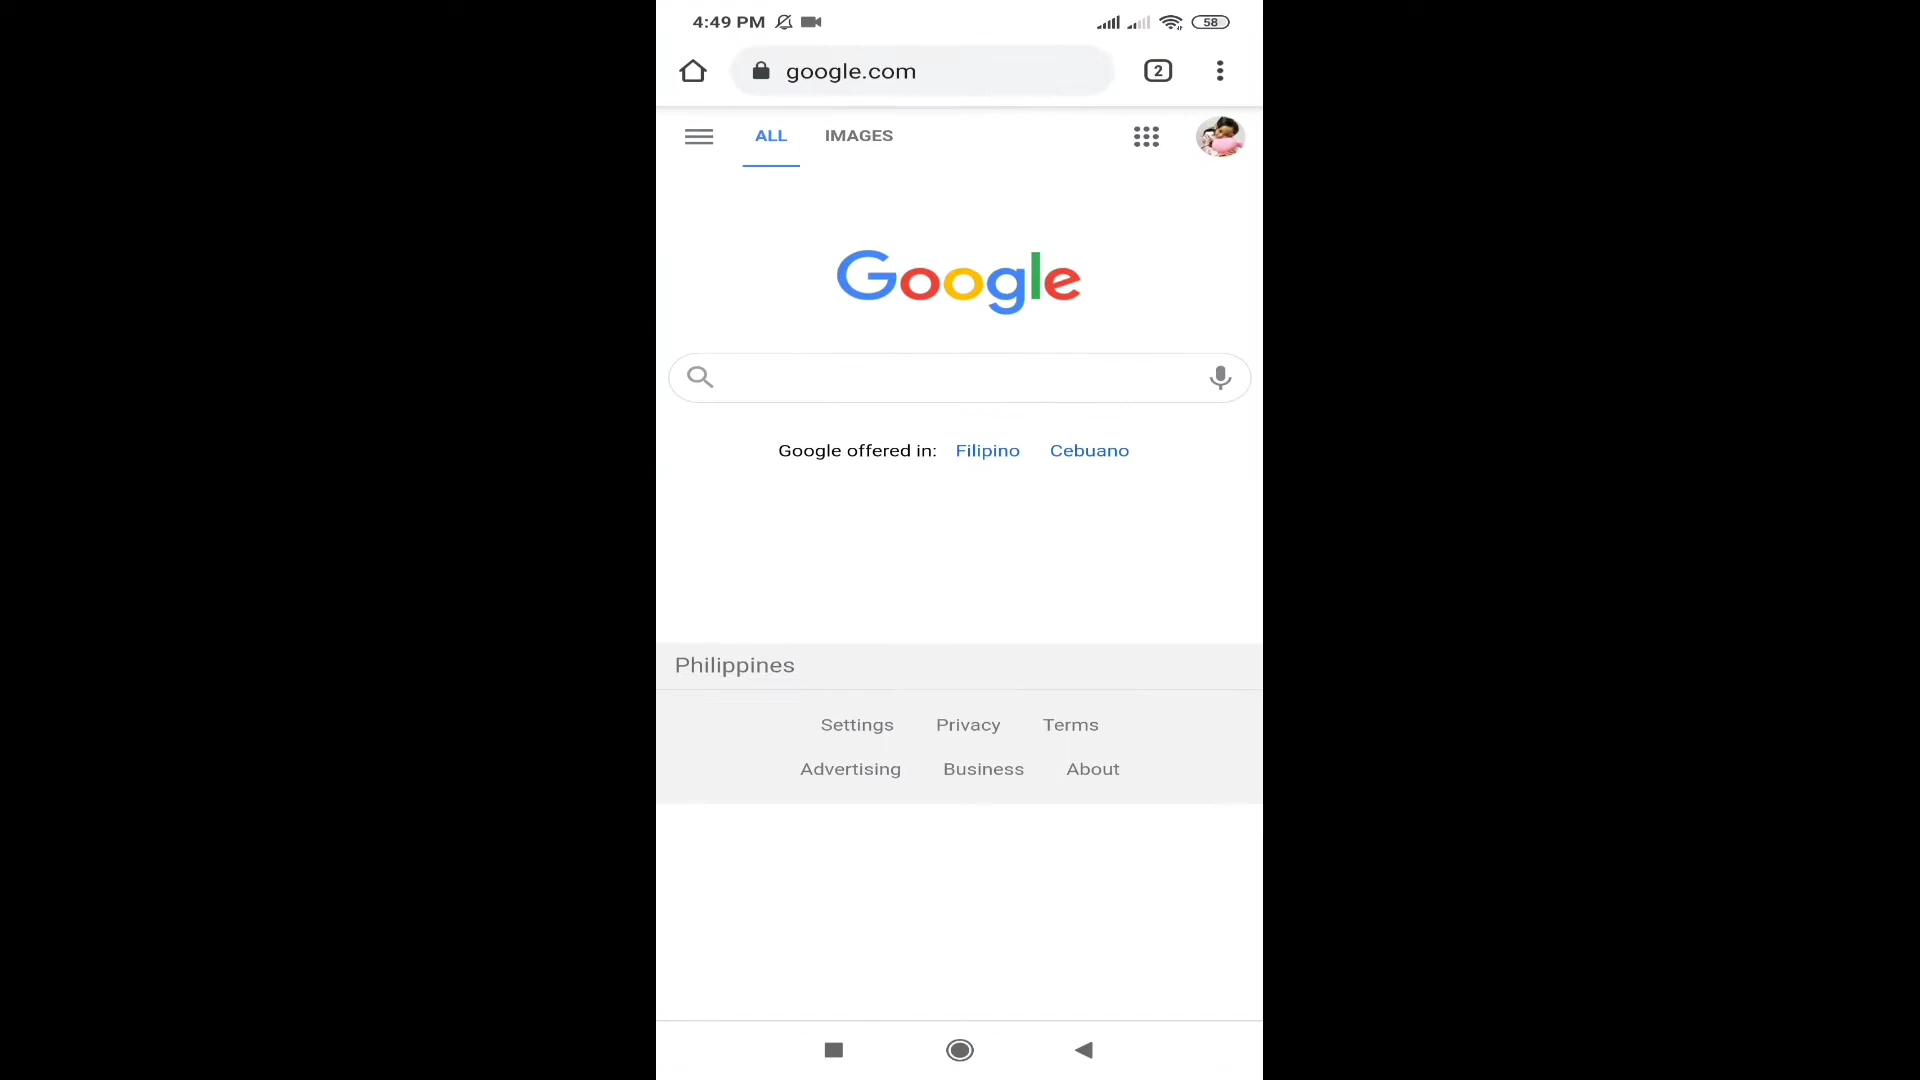 4:49 PM 58
google.com 2
ALL IMAGES
Google
Google offered in: Filipino Cebuano
Philippines
Settings Privacy Terms
Advertising Business About